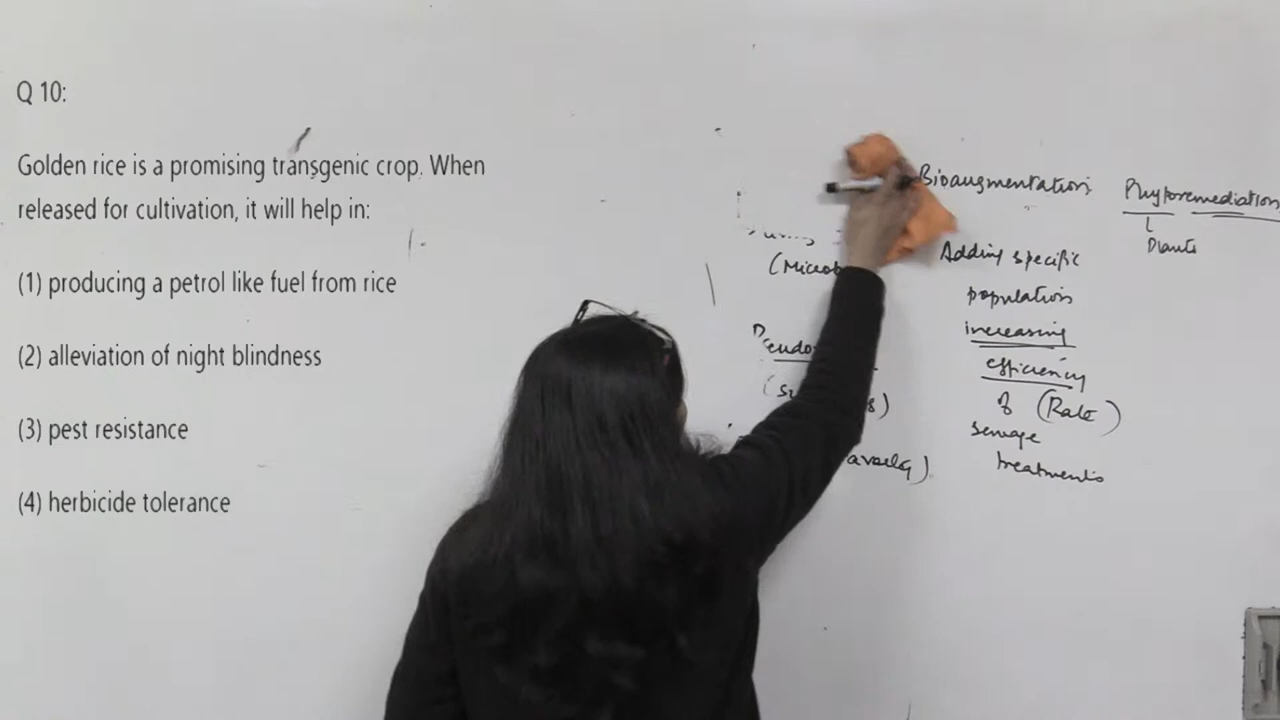 Q 10:
Golden rice is a promising transgenic crop. When
released for cultivation, it will help in:
(1) producing a petrol like fuel from rice
(2) alleviation of night blindness
(3) pest resistance
(4) herbicide tolerance
Bioaugmentation
Adding specific
population
increasing
efficiency
of (Rate)
sewage
treatments
Phytoremediation
Plants